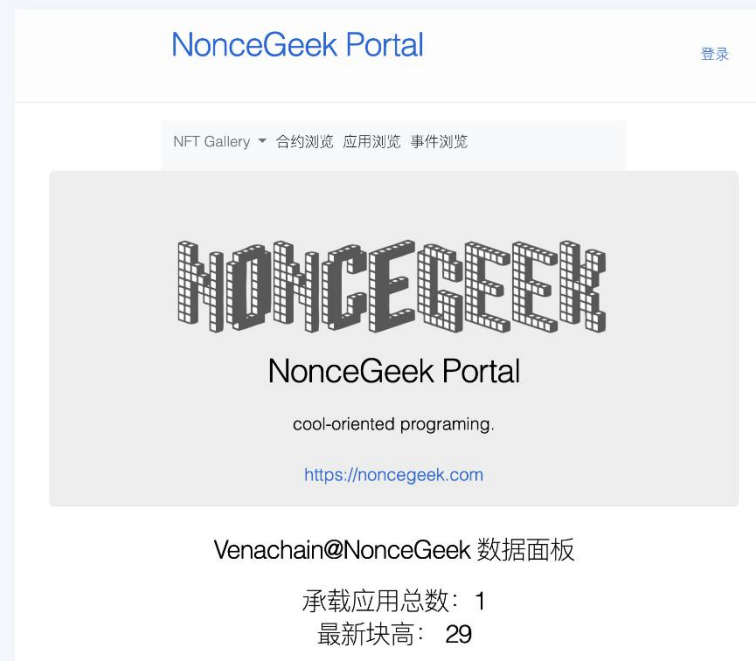 NonceGeek Portal
登录
NFT Gallery 合约浏览 应用浏览 事件浏览
NONCEGEEK
NonceGeek Portal
cool-oriented programing.
https://noncegeek.com
Venachain@NonceGeek 数据面板
承载应用总数: 1
最新块高: 29